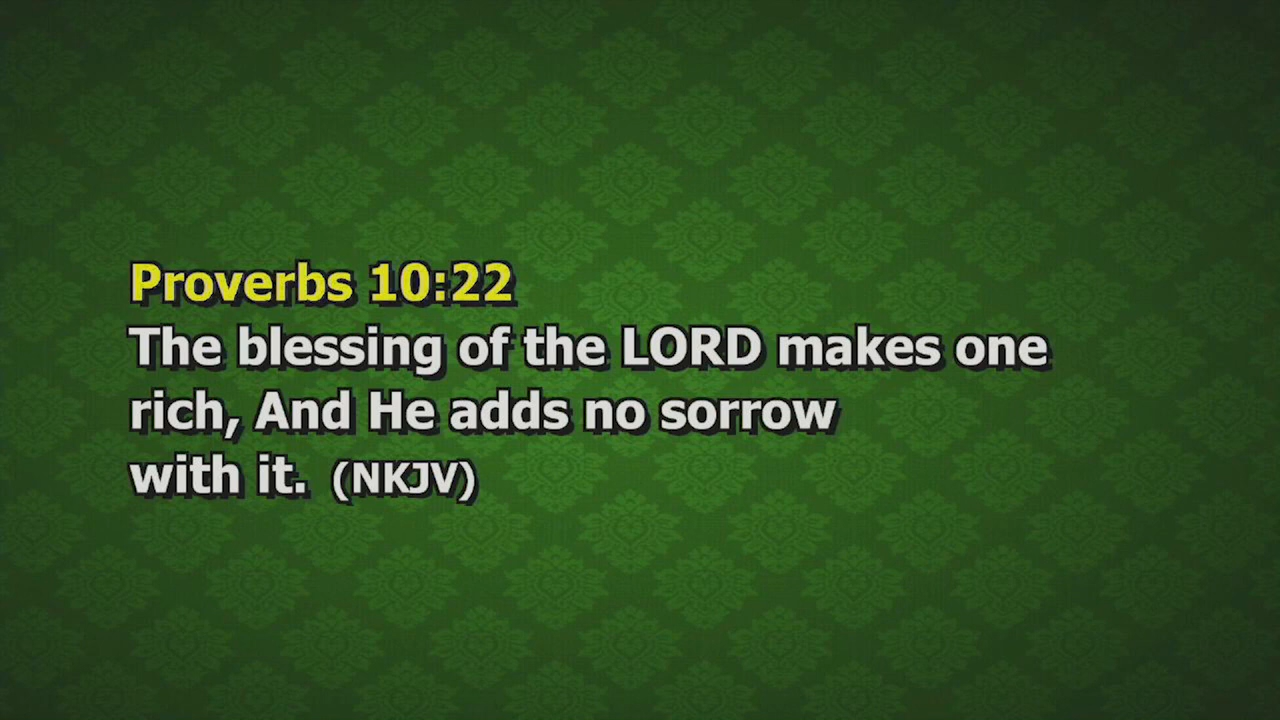 Proverbs 10:22
The blessing of the LORD makes one
rich, And He adds no sorrow
with it. (NKJV)